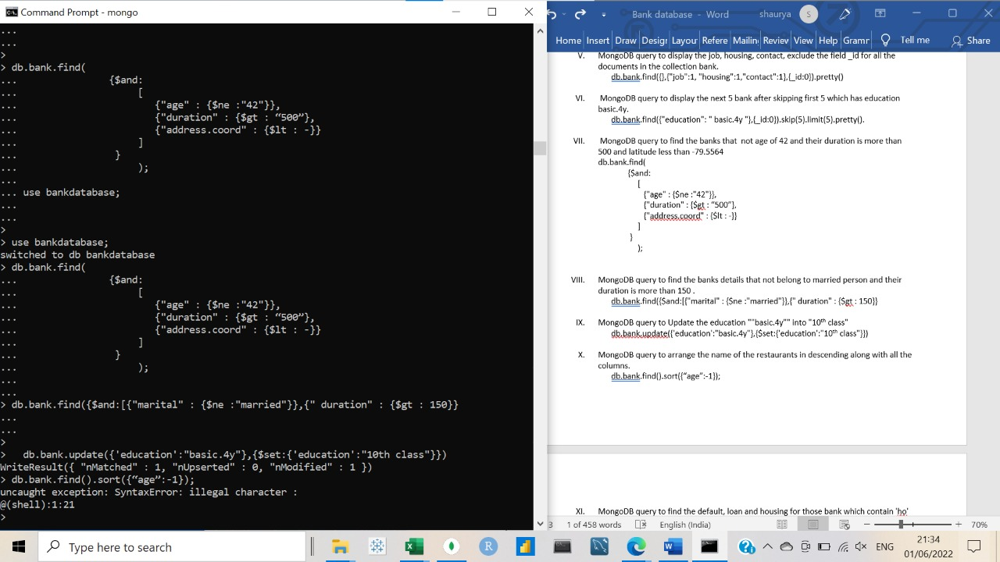 Command Prompt - mongo
...
...
>
> db.bank.find(
... {$and:
... [
... {"age" : {$ne :"42"}},
... {"duration" : {$gt : “500”},
... {"address.coord" : {$lt : -}}
... ]
... }
... );
...
... use bankdatabase;
...
...
>
> use bankdatabase;
switched to db bankdatabase
> db.bank.find(
... {$and:
... [
... {"age" : {$ne :"42"}},
... {"duration" : {$gt : “500”},
... {"address.coord" : {$lt : -}}
... ]
... }
... );
...
...
> db.bank.find({$and:[{"marital" : {$ne :"married"}},{" duration" : {$gt : 150}}
...
...
>
> db.bank.update({'education':"basic.4y"},{$set:{'education':"10th class"}})
WriteResult({ "nMatched" : 1, "nUpserted" : 0, "nModified" : 1 })
> db.bank.find().sort({“age”:-1});
uncaught exception: SyntaxError: illegal character :
@(shell):1:21
>
Bank database - Word shaurya S
Home Insert Draw Desigr Layou Refere Mailin Reviev View Help Gramr Tell me Share
V. MongoDB query to display the job, housing, contact, exclude the field _id for all the
documents in the collection bank.
db.bank.find({},{"job":1, "housing":1,"contact":1},{_id:0}).pretty()
VI. MongoDB query to display the next 5 bank after skipping first 5 which has education
basic.4y.
db.bank.find({"education": " basic.4y "},{_id:0}).skip(5).limit(5).pretty().
VII. MongoDB query to find the banks that not age of 42 and their duration is more than
500 and latitude less than -79.5564
db.bank.find(
{$and:
[
{"age" : {$ne :"42"}},
{"duration" : {$gt : “500”},
{"address.coord" : {$lt : -}}
]
}
);
VIII. MongoDB query to find the banks details that not belong to married person and their
duration is more than 150 .
db.bank.find({$and:[{"marital" : {$ne :"married"}},{" duration" : {$gt : 150}}
IX. MongoDB query to Update the education ""basic.4y"" into "10th class"
db.bank.update({'education':"basic.4y"},{$set:{'education':"10th class"}})
X. MongoDB query to arrange the name of the restaurants in descending along with all the
columns.
db.bank.find().sort({“age”:-1});
XI. MongoDB query to find the default, loan and housing for those bank which contain 'ho'
3 1 of 458 words English (India) 70%
Type here to search
X R W ENG
21:34
01/06/2022